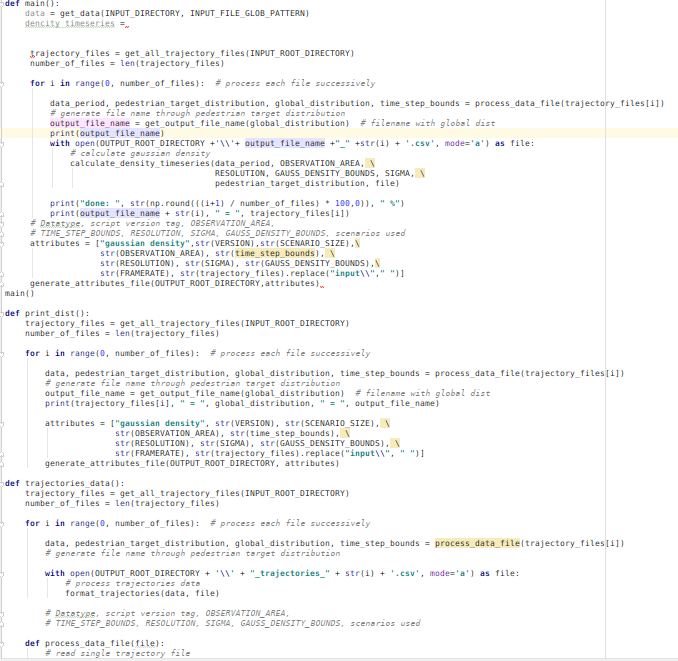 def main():
    data = get_data(INPUT_DIRECTORY, INPUT_FILE_GLOB_PATTERN)
    dencity_timeseries =
    trajectory_files = get_all_trajectory_files(INPUT_ROOT_DIRECTORY)
    number_of_files = len(trajectory_files)
    for i in range(0, number_of_files):  # process each file successively
        data_period, pedestrian_target_distribution, global_distribution, time_step_bounds = process_data_file(trajectory_files[i])
        # generate file name through pedestrian target distribution
        output_file_name = get_output_file_name(global_distribution)  # filename with global dist
        print(output_file_name)
        with open(OUTPUT_ROOT_DIRECTORY +'\\'+ output_file_name +"_" +str(i) + '.csv', mode='a') as file:
            # calculate gaussian density
            calculate_density_timeseries(data_period, OBSERVATION_AREA, \
                                         RESOLUTION, GAUSS_DENSITY_BOUNDS, SIGMA, \
                                         pedestrian_target_distribution, file)
        print("done: ", str(np.round(((i+1) / number_of_files) * 100,0)), " %")
        print(output_file_name + str(i), " = ", trajectory_files[i])
    # Datatype, script version tag, OBSERVATION_AREA,
    # TIME_STEP_BOUNDS, RESOLUTION, SIGMA, GAUSS_DENSITY_BOUNDS, scenarios used
    attributes = ["gaussian density",str(VERSION),str(SCENARIO_SIZE),\
                  str(OBSERVATION_AREA), str(time_step_bounds), \
                  str(RESOLUTION), str(SIGMA), str(GAUSS_DENSITY_BOUNDS),\
                  str(FRAMERATE), str(trajectory_files).replace("input\\"," ")]
    generate_attributes_file(OUTPUT_ROOT_DIRECTORY,attributes)
main()
def print_dist():
    trajectory_files = get_all_trajectory_files(INPUT_ROOT_DIRECTORY)
    number_of_files = len(trajectory_files)
    for i in range(0, number_of_files):  # process each file successively
        data, pedestrian_target_distribution, global_distribution, time_step_bounds = process_data_file(trajectory_files[i])
        # generate file name through pedestrian target distribution
        output_file_name = get_output_file_name(global_distribution)  # filename with global dist
        print(trajectory_files[i], " = ", global_distribution, " = ", output_file_name)
        attributes = ["gaussian density", str(VERSION), str(SCENARIO_SIZE), \
                      str(OBSERVATION_AREA), str(time_step_bounds), \
                      str(RESOLUTION), str(SIGMA), str(GAUSS_DENSITY_BOUNDS), \
                      str(FRAMERATE), str(trajectory_files).replace("input\\", " ")]
        generate_attributes_file(OUTPUT_ROOT_DIRECTORY, attributes)
def trajectories_data():
    trajectory_files = get_all_trajectory_files(INPUT_ROOT_DIRECTORY)
    number_of_files = len(trajectory_files)
    for i in range(0, number_of_files):  # process each file successively
        data, pedestrian_target_distribution, global_distribution, time_step_bounds = process_data_file(trajectory_files[i])
        # generate file name through pedestrian target distribution
        with open(OUTPUT_ROOT_DIRECTORY + '\\' + "_trajectories_" + str(i) + '.csv', mode='a') as file:
            # process trajectories data
            format_trajectories(data, file)
        # Datatype, script version tag, OBSERVATION_AREA,
        # TIME_STEP_BOUNDS, RESOLUTION, SIGMA, GAUSS_DENSITY_BOUNDS, scenarios used
    def process_data_file(file):
        # read single trajectory file